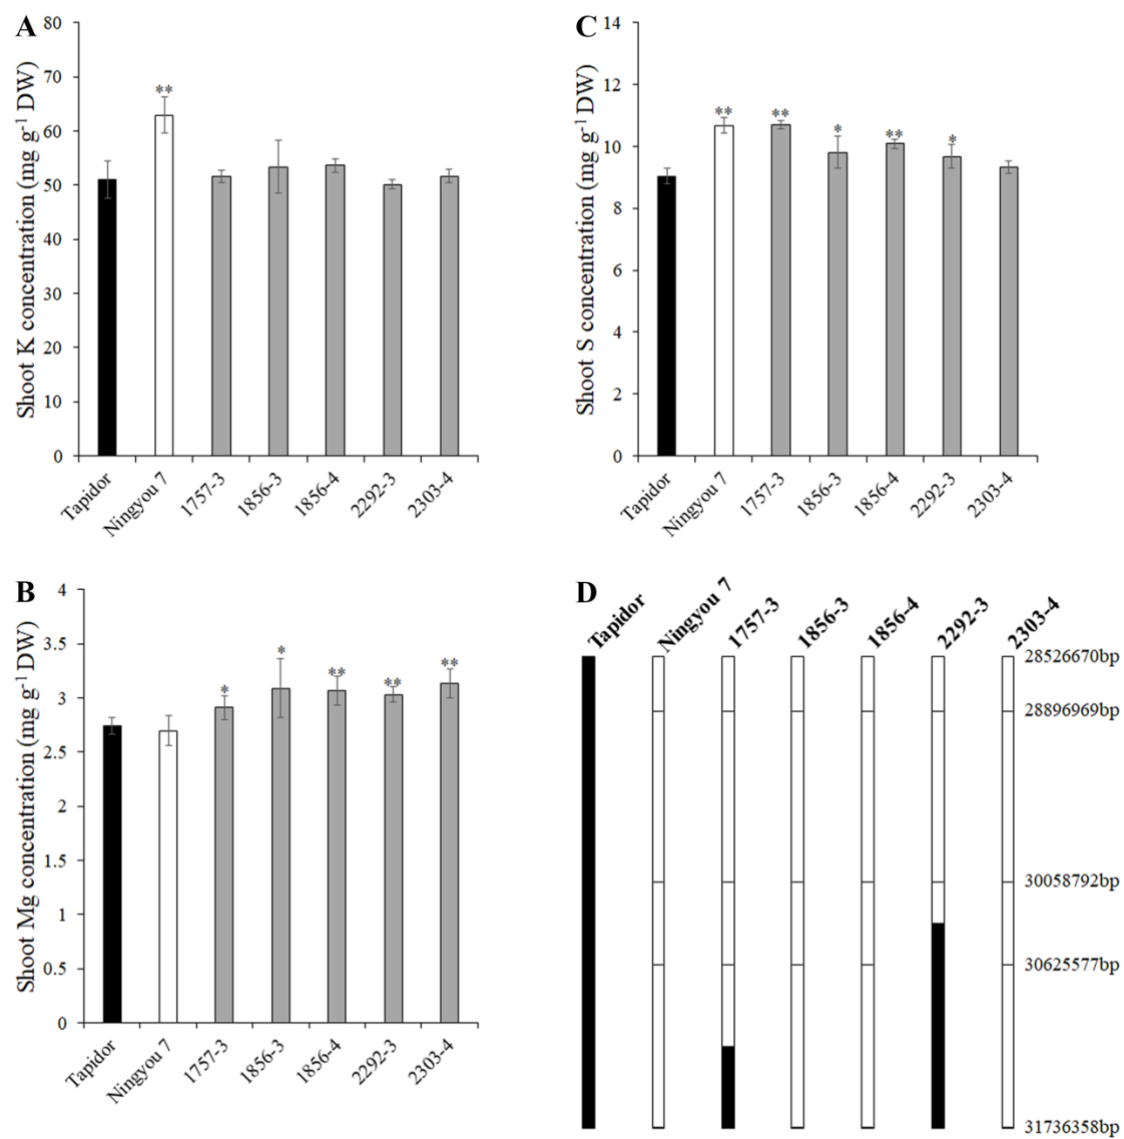 A
Shoot K concentration (mg g-1 DW)
80
70
60
50
40
30
20
10
0
**
Tapidor
Ningyou 7
1757-3
1856-3
1856-4
2292-3
2303-4
C
Shoot S concentration (mg g-1 DW)
14
12
10
8
6
4
2
0
**
**
*
**
*
Tapidor
Ningyou 7
1757-3
1856-3
1856-4
2292-3
2303-4
B
Shoot Mg concentration (mg g-1 DW)
4
3.5
3
2.5
2
1.5
1
0.5
0
*
*
**
**
**
Tapidor
Ningyou 7
1757-3
1856-3
1856-4
2292-3
2303-4
D
Tapidor
Ningyou 7
1757-3
1856-3
1856-4
2292-3
2303-4
28526670bp
28896969bp
30058792bp
30625577bp
31736358bp